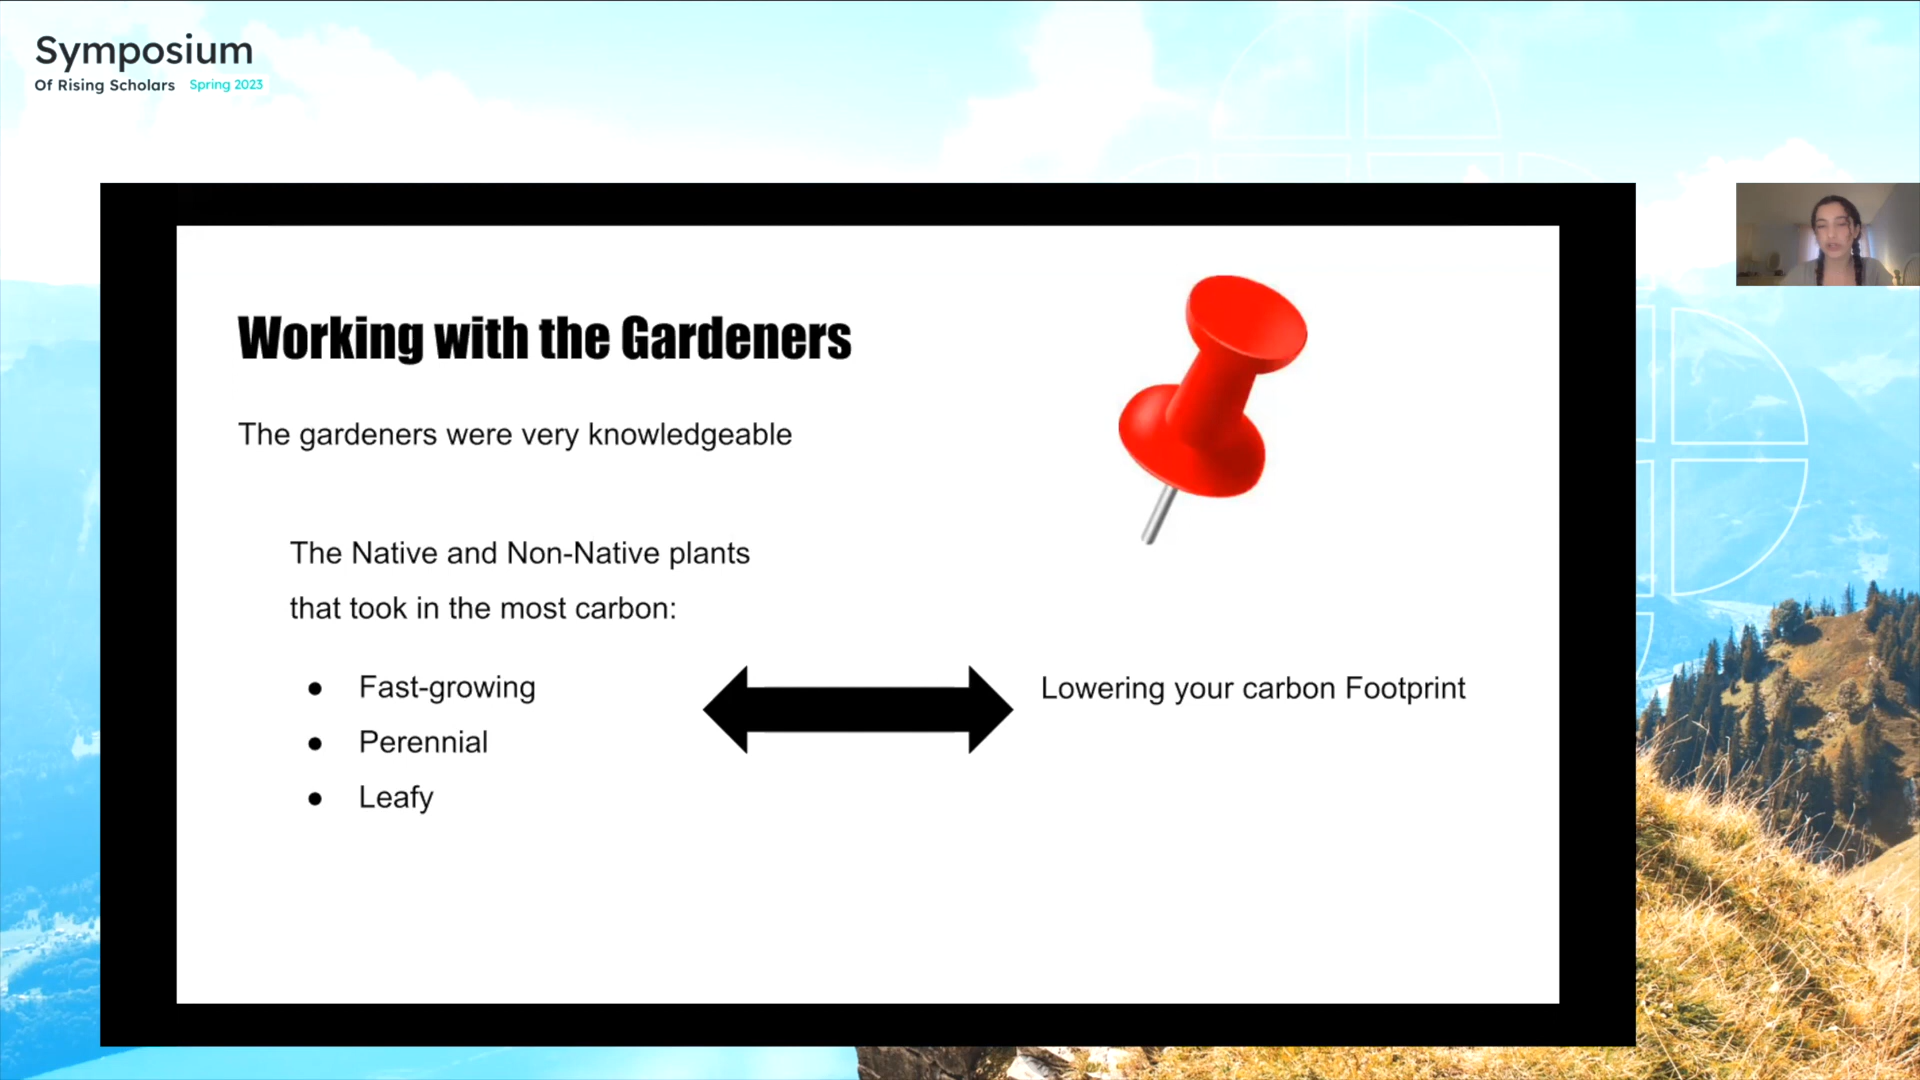 Symposium
Of Rising Scholars Spring 2023
Working with the Gardeners
The gardeners were very knowledgeable
The Native and Non-Native plants
that took in the most carbon:
● Fast-growing
● Perennial
● Leafy
Lowering your carbon Footprint